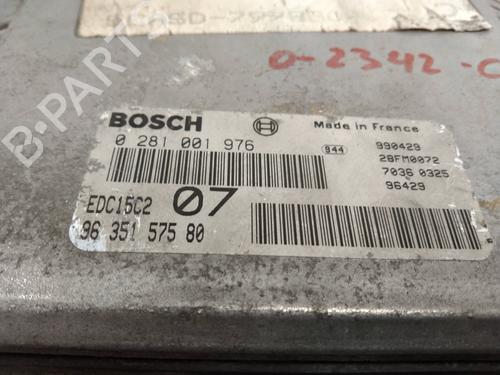 0-2342-C
BOSCH
Made in France
0 281 001 976
944
990429
28FM0072
7036 0325
96429
EDC15C2
07
96 351 575 80
B-PARTS